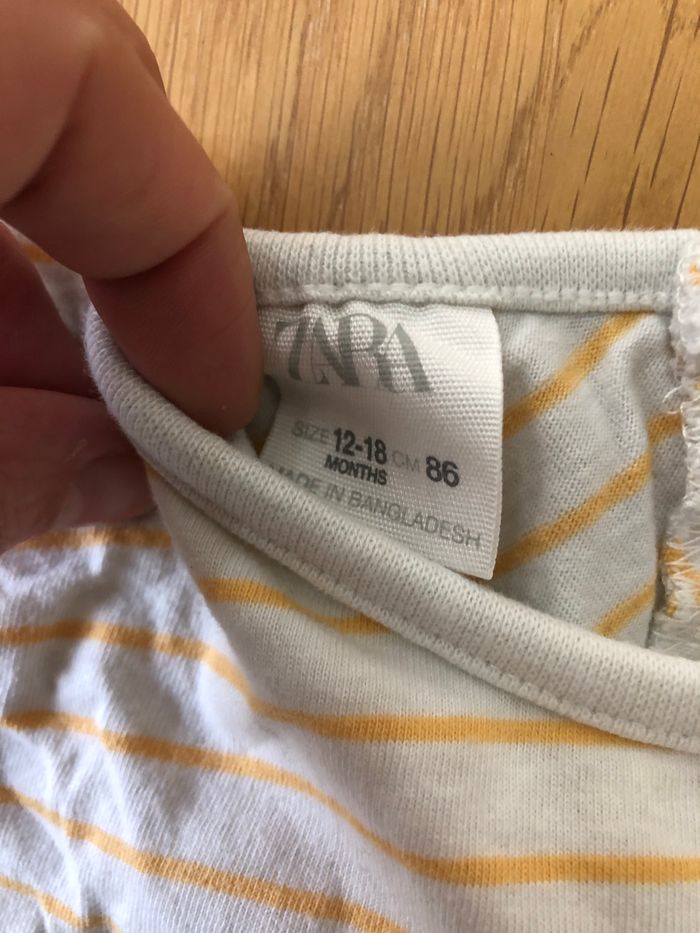 ZARA
SIZE 12-18 CM 86
MONTHS
MADE IN BANGLADESH